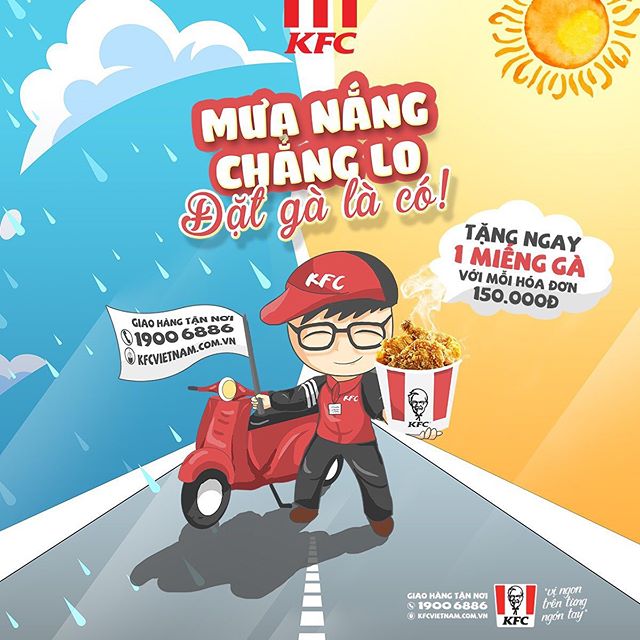 KFC
MƯA NẮNG
CHẲNG LO
Đặt gà là có!
TẶNG NGAY
1 MIẾNG GÀ
VỚI MỖI HÓA ĐƠN
150.000Đ
KFC
GIAO HÀNG TẬN NƠI
1900 6886
KFCVIETNAM.COM.VN
KFC
KFC
GIAO HÀNG TẬN NƠI
1900 6886
KFCVIETNAM.COM.VN
KFC
"vị ngon
trên từng
ngón tay"